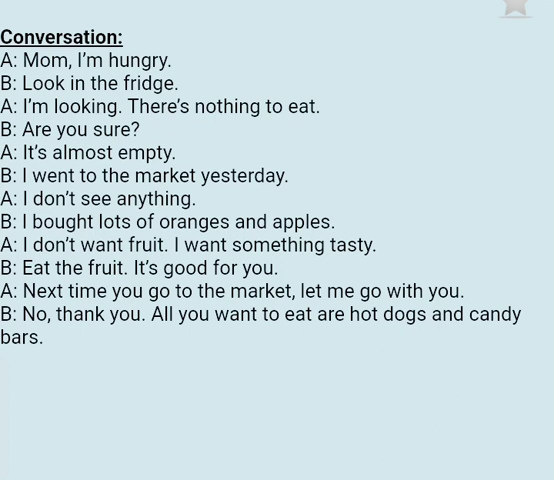 Conversation:
A: Mom, I’m hungry.
B: Look in the fridge.
A: I’m looking. There’s nothing to eat.
B: Are you sure?
A: It’s almost empty.
B: I went to the market yesterday.
A: I don’t see anything.
B: I bought lots of oranges and apples.
A: I don’t want fruit. I want something tasty.
B: Eat the fruit. It’s good for you.
A: Next time you go to the market, let me go with you.
B: No, thank you. All you want to eat are hot dogs and candy
bars.